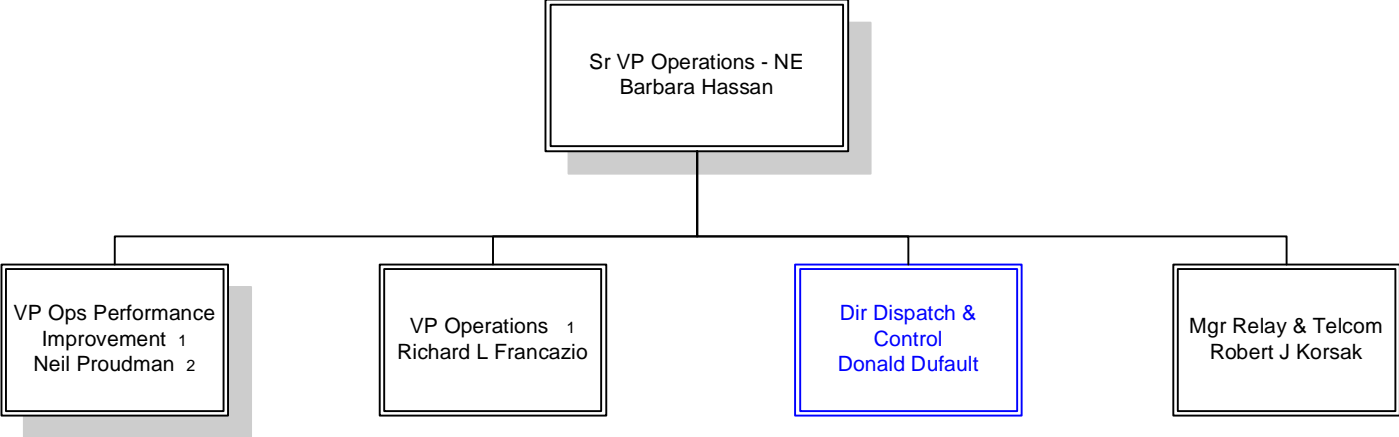 Sr VP Operations - NE
Barbara Hassan
VP Ops Performance
Improvement 1
Neil Proudman 2
VP Operations 1
Richard L Francazio
Dir Dispatch &
Control
Donald Dufault
Mgr Relay & Telcom
Robert J Korsak